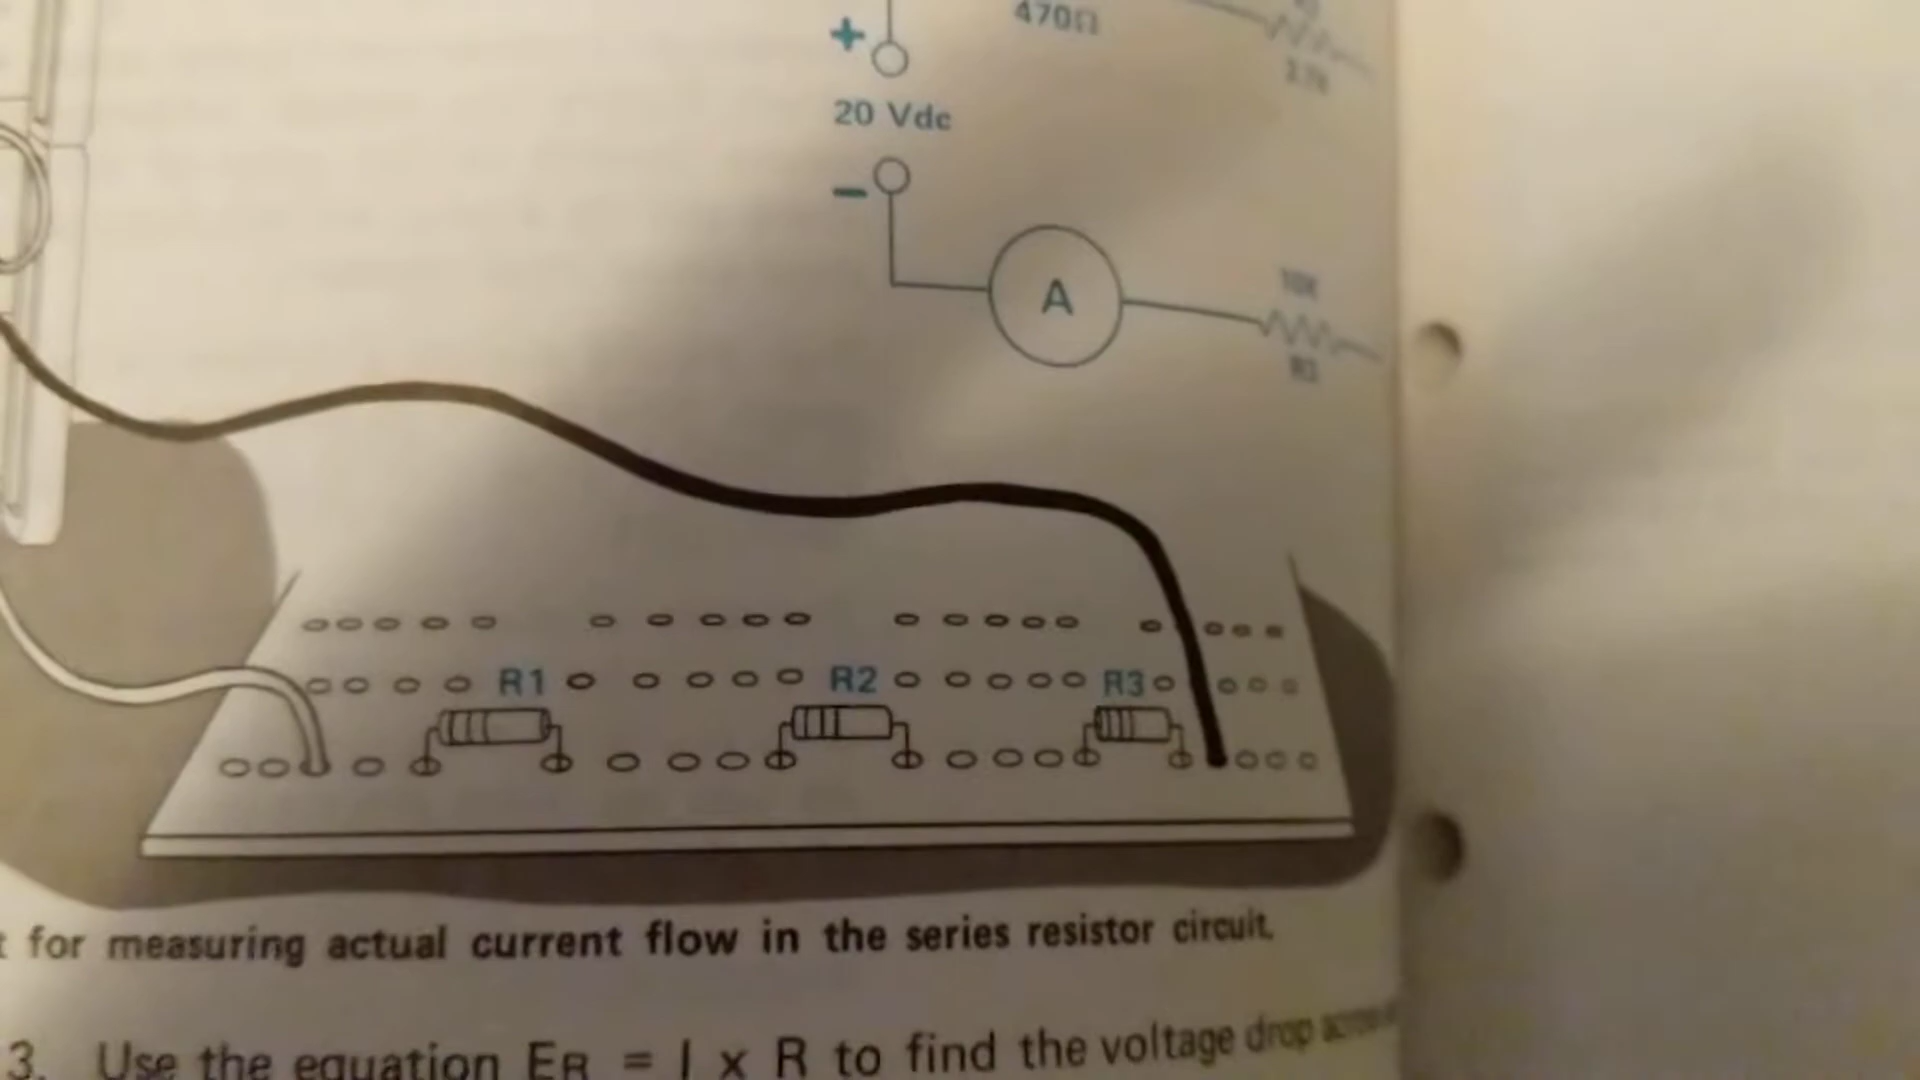 +
470Ω
20 Vdc
−
A
10K
R1 R2 R3
t for measuring actual current flow in the series resistor circuit.
3. Use the equation ER = I x R to find the voltage drop